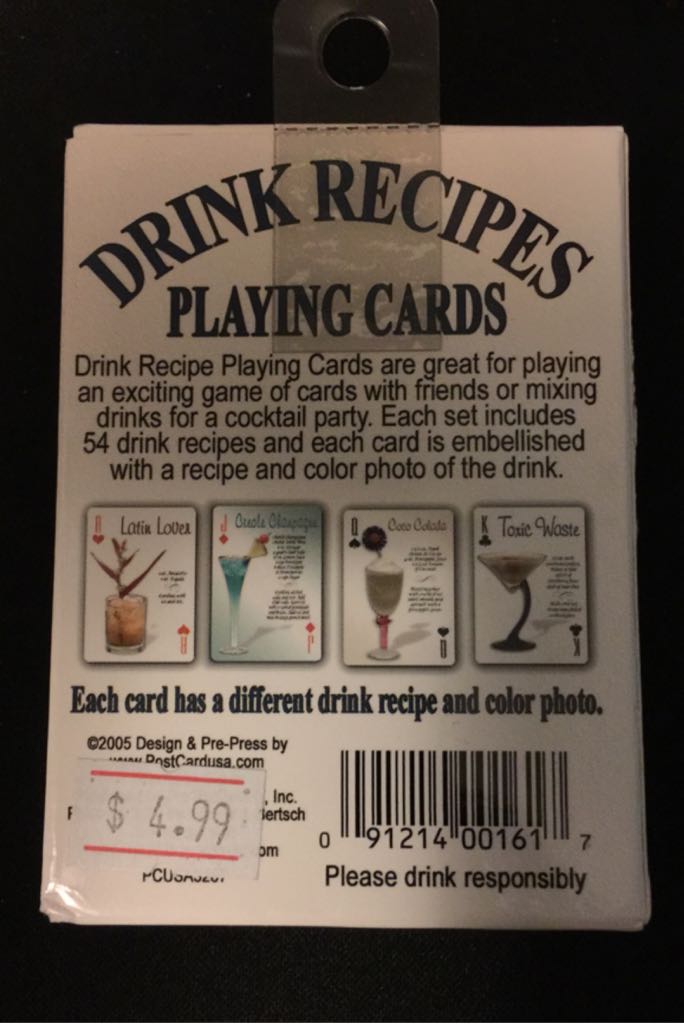 DRINK RECIPES
PLAYING CARDS
Drink Recipe Playing Cards are great for playing
an exciting game of cards with friends or mixing
drinks for a cocktail party. Each set includes
54 drink recipes and each card is embellished
with a recipe and color photo of the drink.
Latin Lover
J
Q
Coco Colada
K
Toxic Waste
Each card has a different drink recipe and color photo.
©2005 Design & Pre-Press by
www.PostCardusa.com
, Inc.
$ 4.99
0 91214 00161 7
Please drink responsibly